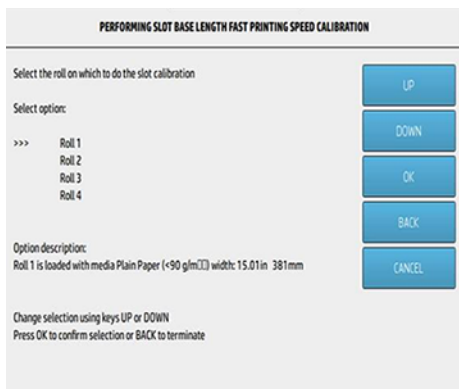 PERFORMING SLOT BASE LENGTH FAST PRINTING SPEED CALIBRATION
Select the roll on which to do the slot calibration
Select option:
>>> Roll 1
Roll 2
Roll 3
Roll 4
Option description:
Roll 1 is loaded with media Plain Paper (<90 g/m□□) width: 15.01in 381mm
Change selection using keys UP or DOWN
Press OK to confirm selection or BACK to terminate
UP
DOWN
OK
BACK
CANCEL